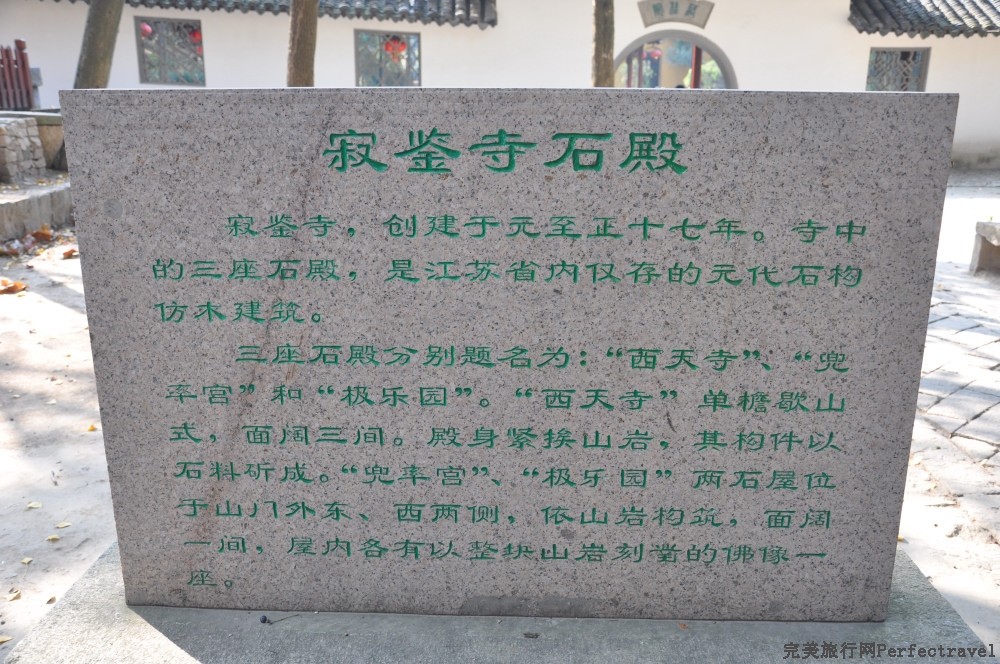 寂鉴寺石殿
寂鉴寺，创建于元至正十七年。寺中
的三座石殿，是江苏省内仅存的元代石构
仿木建筑。
三座石殿分别题名为：“西天寺”、“兜
率宫”和“极乐园”。“西天寺”单檐歇山
式，面阔三间。殿身紧挨山岩，其构件以
石料斫成。“兜率宫”、“极乐园”两石屋位
于山门外东、西两侧，依山岩构筑，面阔
一间，屋内各有以整块山岩刻凿的佛像一
座。
完美旅行网Perfectravel